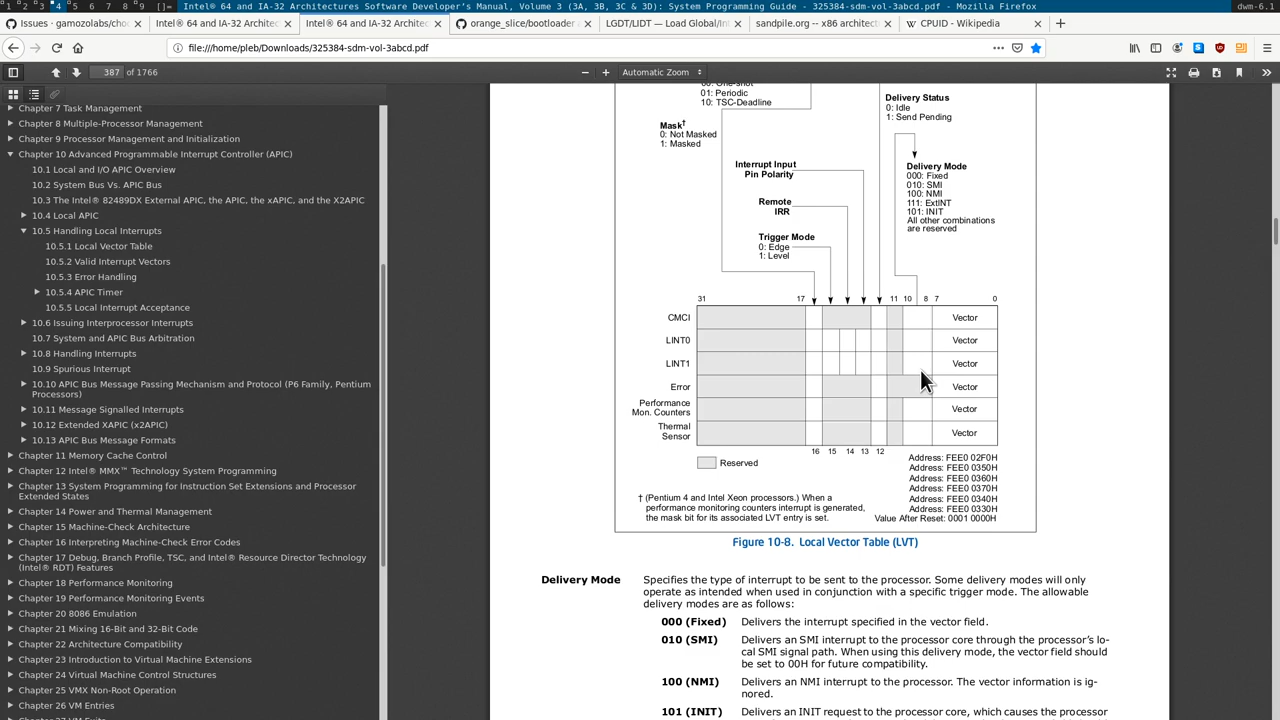 1 2 3 4 5 6 7 8 9 []= Intel® 64 and IA-32 Architectures Software Developer's Manual, Volume 3 (3A, 3B, 3C & 3D): System Programming Guide - 325384-sdm-vol-3abcd.pdf - Mozilla Firefox dwm-6.1
Issues · gamozolabs/choc
Intel® 64 and IA-32 Architec
Intel® 64 and IA-32 Architec
orange_slice/bootloader
LGDT/LIDT — Load Global/In
sandpile.org -- x86 architect
CPUID - Wikipedia
file:///home/pleb/Downloads/325384-sdm-vol-3abcd.pdf
387 of 1766
Automatic Zoom
Chapter 7 Task Management
Chapter 8 Multiple-Processor Management
Chapter 9 Processor Management and Initialization
Chapter 10 Advanced Programmable Interrupt Controller (APIC)
10.1 Local and I/O APIC Overview
10.2 System Bus Vs. APIC Bus
10.3 The Intel® 82489DX External APIC, the APIC, the xAPIC, and the X2APIC
10.4 Local APIC
10.5 Handling Local Interrupts
10.5.1 Local Vector Table
10.5.2 Valid Interrupt Vectors
10.5.3 Error Handling
10.5.4 APIC Timer
10.5.5 Local Interrupt Acceptance
10.6 Issuing Interprocessor Interrupts
10.7 System and APIC Bus Arbitration
10.8 Handling Interrupts
10.9 Spurious Interrupt
10.10 APIC Bus Message Passing Mechanism and Protocol (P6 Family, Pentium
Processors)
10.11 Message Signalled Interrupts
10.12 Extended XAPIC (x2APIC)
10.13 APIC Bus Message Formats
Chapter 11 Memory Cache Control
Chapter 12 Intel® MMX™ Technology System Programming
Chapter 13 System Programming for Instruction Set Extensions and Processor
Extended States
Chapter 14 Power and Thermal Management
Chapter 15 Machine-Check Architecture
Chapter 16 Interpreting Machine-Check Error Codes
Chapter 17 Debug, Branch Profile, TSC, and Intel® Resource Director Technology
(Intel® RDT) Features
Chapter 18 Performance Monitoring
Chapter 19 Performance Monitoring Events
Chapter 20 8086 Emulation
Chapter 21 Mixing 16-Bit and 32-Bit Code
Chapter 22 Architecture Compatibility
Chapter 23 Introduction to Virtual Machine Extensions
Chapter 24 Virtual Machine Control Structures
Chapter 25 VMX Non-Root Operation
Chapter 26 VM Entries
01: Periodic
10: TSC-Deadline
Mask†
0: Not Masked
1: Masked
Interrupt Input
Pin Polarity
Remote
IRR
Trigger Mode
0: Edge
1: Level
Delivery Status
0: Idle
1: Send Pending
Delivery Mode
000: Fixed
010: SMI
100: NMI
111: ExtINT
101: INIT
All other combinations
are reserved
31 17 11 10 8 7 0
CMCI Vector
LINT0 Vector
LINT1 Vector
Error Vector
Performance
Mon. Counters Vector
Thermal
Sensor Vector
16 15 14 13 12
Reserved
Address: FEE0 02F0H
Address: FEE0 0350H
Address: FEE0 0360H
Address: FEE0 0370H
Address: FEE0 0340H
Address: FEE0 0330H
Value After Reset: 0001 0000H
† (Pentium 4 and Intel Xeon processors.) When a
performance monitoring counters interrupt is generated,
the mask bit for its associated LVT entry is set.
Figure 10-8. Local Vector Table (LVT)
Delivery Mode Specifies the type of interrupt to be sent to the processor. Some delivery modes will only
operate as intended when used in conjunction with a specific trigger mode. The allowable
delivery modes are as follows:
000 (Fixed) Delivers the interrupt specified in the vector field.
010 (SMI) Delivers an SMI interrupt to the processor core through the processor's lo-
cal SMI signal path. When using this delivery mode, the vector field should
be set to 00H for future compatibility.
100 (NMI) Delivers an NMI interrupt to the processor. The vector information is ig-
nored.
101 (INIT) Delivers an INIT request to the processor core, which causes the processor